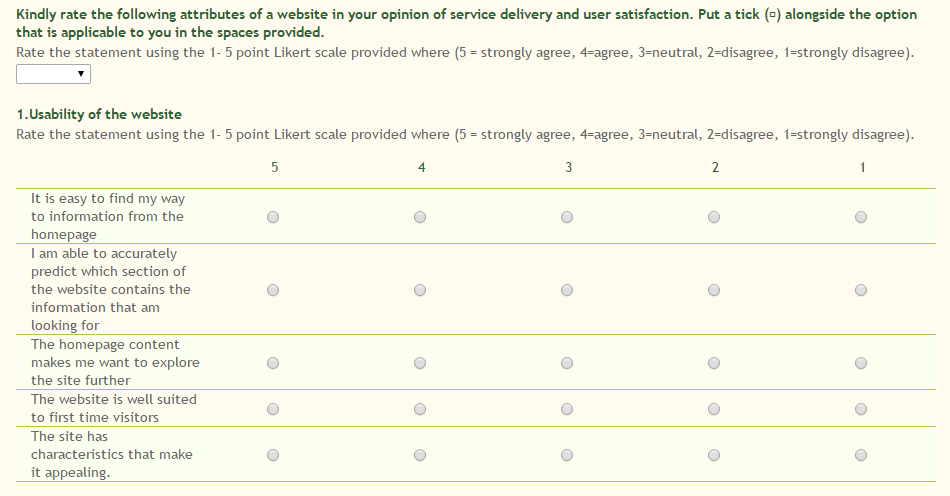 Kindly rate the following attributes of a website in your opinion of service delivery and user satisfaction. Put a tick (▫) alongside the option
that is applicable to you in the spaces provided.
Rate the statement using the 1- 5 point Likert scale provided where (5 = strongly agree, 4=agree, 3=neutral, 2=disagree, 1=strongly disagree).
1.Usability of the website
Rate the statement using the 1- 5 point Likert scale provided where (5 = strongly agree, 4=agree, 3=neutral, 2=disagree, 1=strongly disagree).
5 4 3 2 1
It is easy to find my way
to information from the
homepage
I am able to accurately
predict which section of
the website contains the
information that am
looking for
The homepage content
makes me want to explore
the site further
The website is well suited
to first time visitors
The site has
characteristics that make
it appealing.